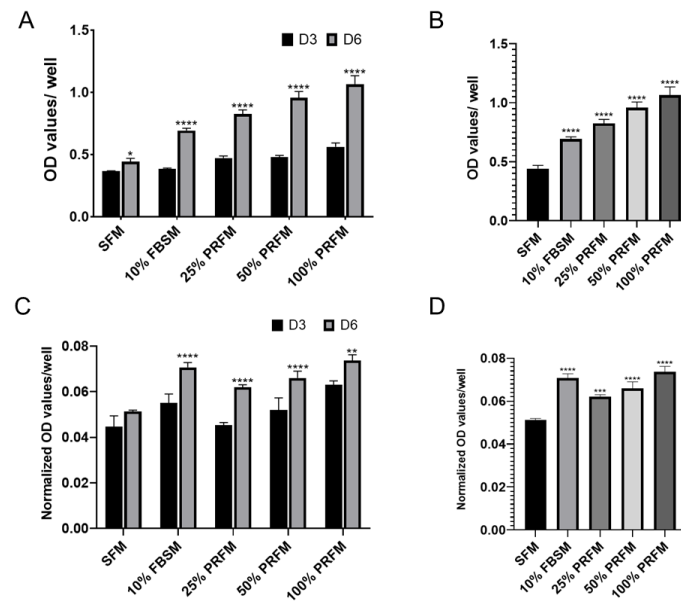 A
D3 D6
OD values/ well
1.5
1.0
0.5
0.0
* **** **** **** ****
SFM
10% FBSM
25% PRFM
50% PRFM
100% PRFM
B
OD values/ well
1.5
1.0
0.5
0.0
**** **** **** ****
SFM
10% FBSM
25% PRFM
50% PRFM
100% PRFM
C
D3 D6
Normalized OD values/well
0.08
0.06
0.04
0.02
0.00
**** **** **** **
SFM
10% FBSM
25% PRFM
50% PRFM
100% PRFM
D
Normalized OD values/well
0.08
0.06
0.04
0.02
0.00
**** *** **** ****
SFM
10% FBSM
25% PRFM
50% PRFM
100% PRFM